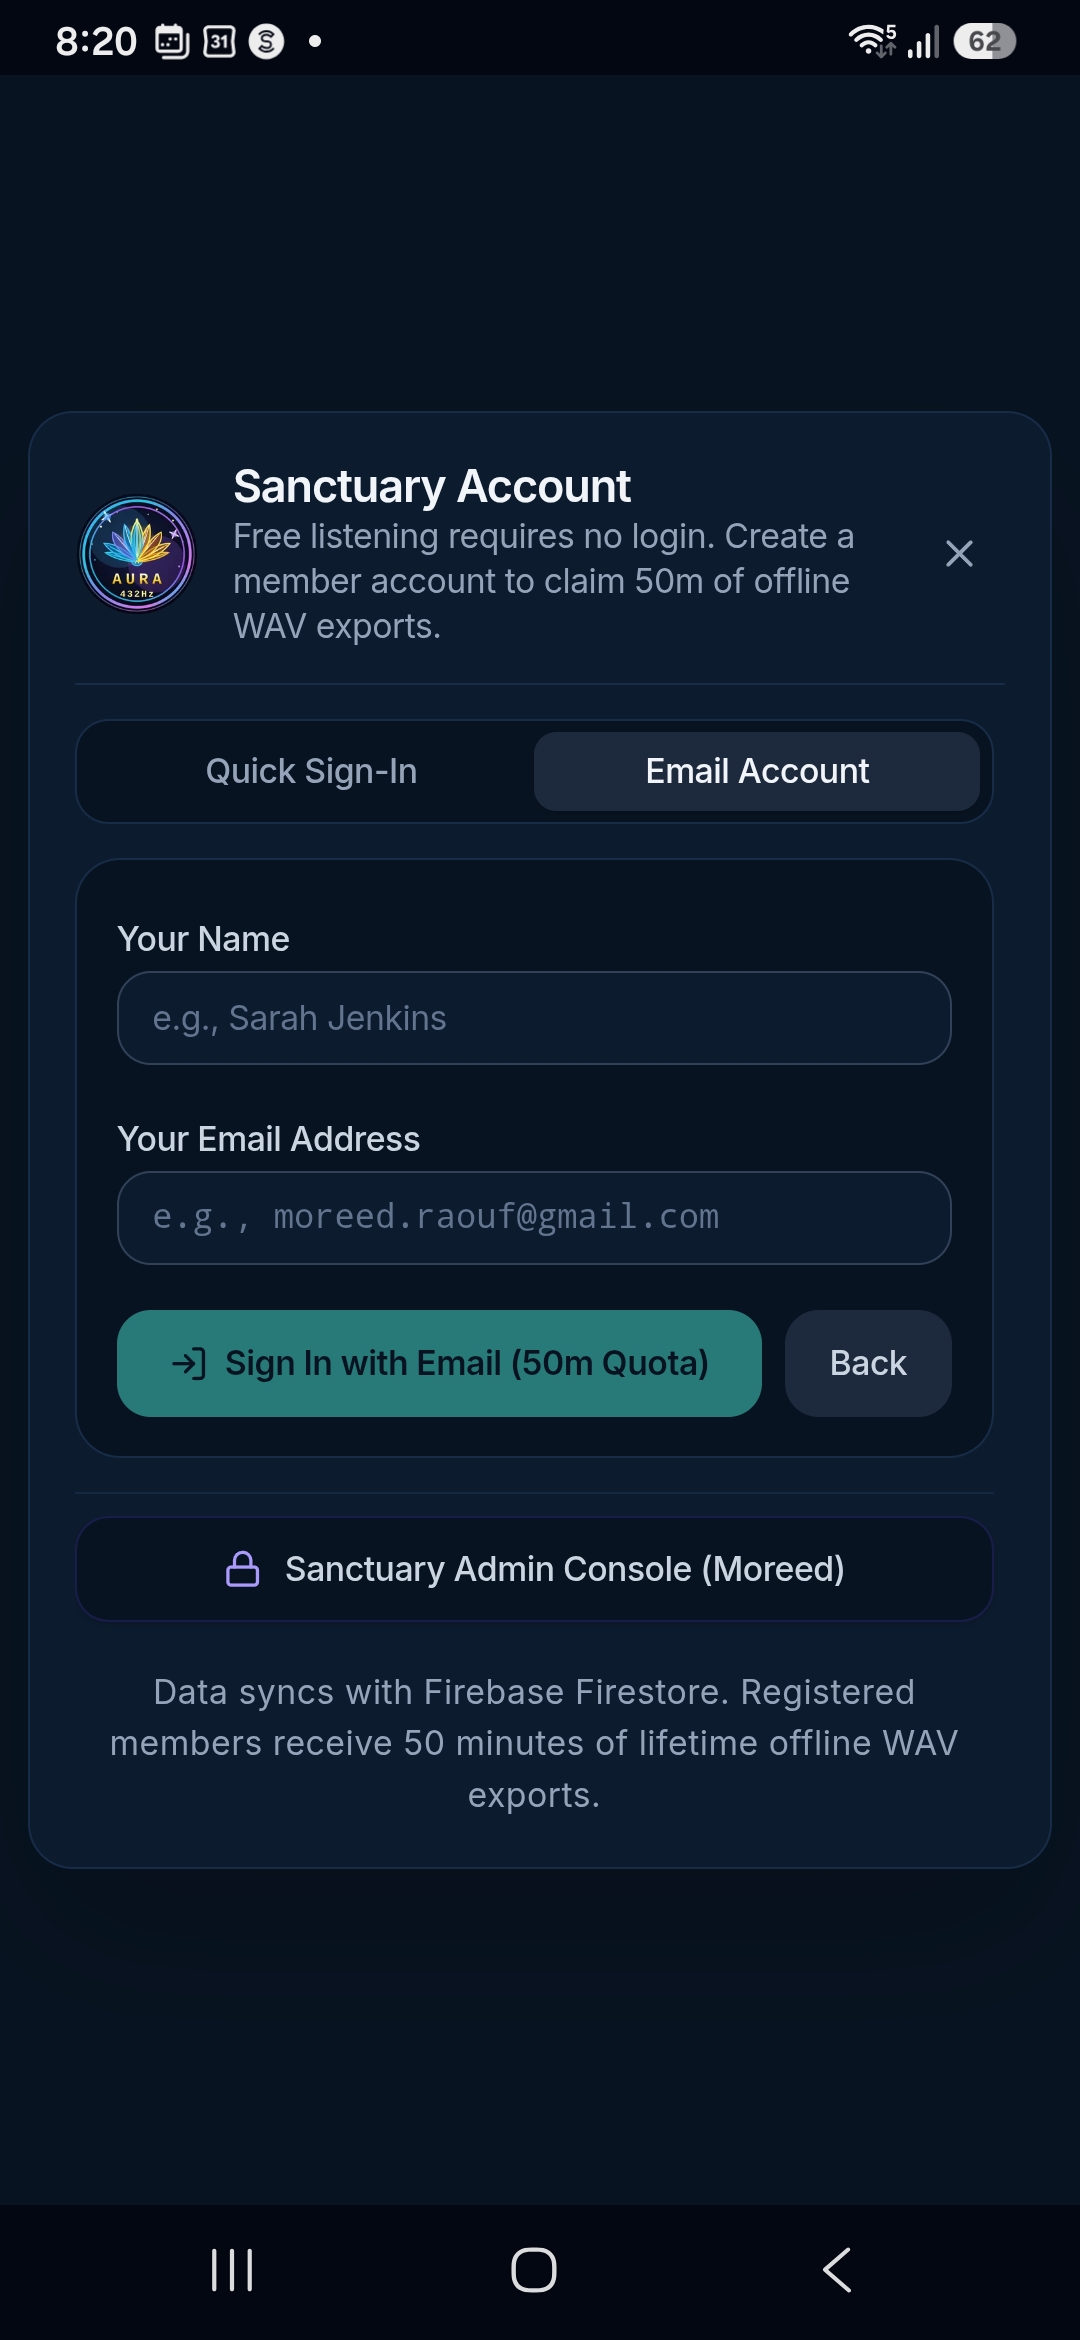 8:20
31
5
62
Sanctuary Account
Free listening requires no login. Create a
member account to claim 50m of offline
WAV exports.
AURA
432Hz
Quick Sign-In
Email Account
Your Name
e.g., Sarah Jenkins
Your Email Address
e.g., moreed.raouf@gmail.com
Sign In with Email (50m Quota)
Back
Sanctuary Admin Console (Moreed)
Data syncs with Firebase Firestore. Registered
members receive 50 minutes of lifetime offline WAV
exports.